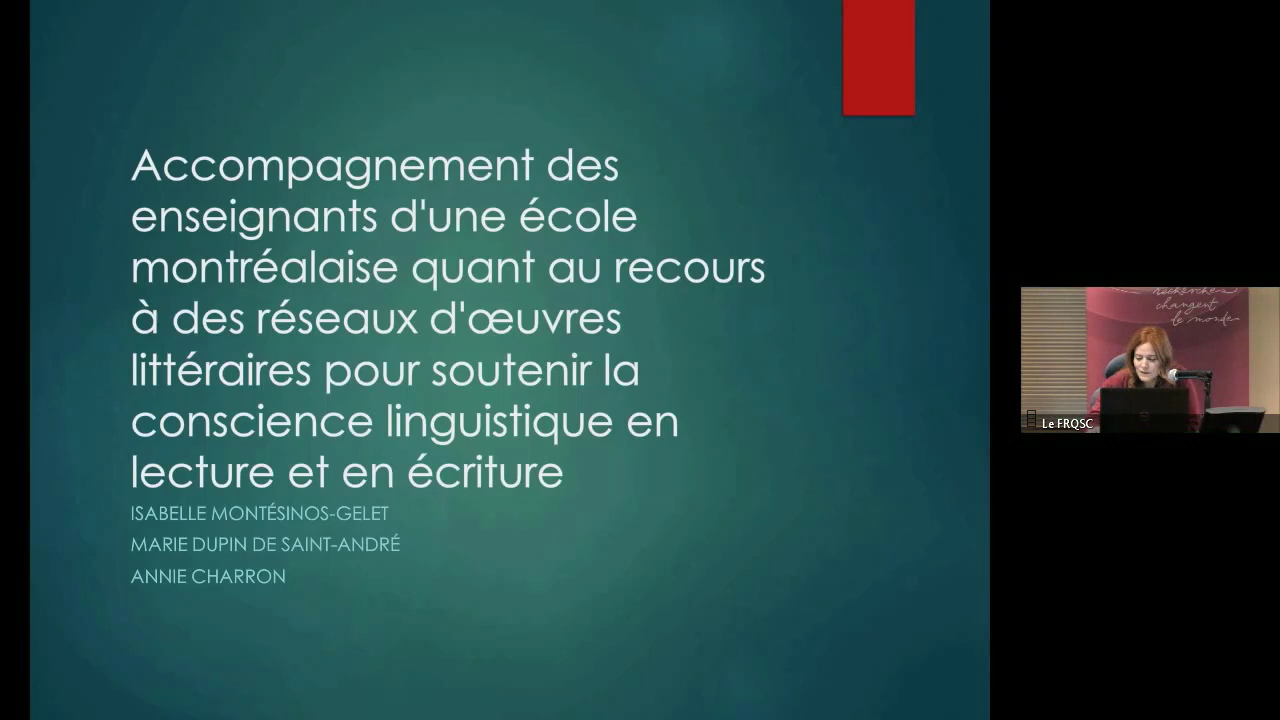 Accompagnement des
enseignants d'une école
montréalaise quant au recours
à des réseaux d'œuvres
littéraires pour soutenir la
conscience linguistique en
lecture et en écriture
ISABELLE MONTÉSINOS-GELET
MARIE DUPIN DE SAINT-ANDRÉ
ANNIE CHARRON
recherches
changent
le monde
Le FRQSC